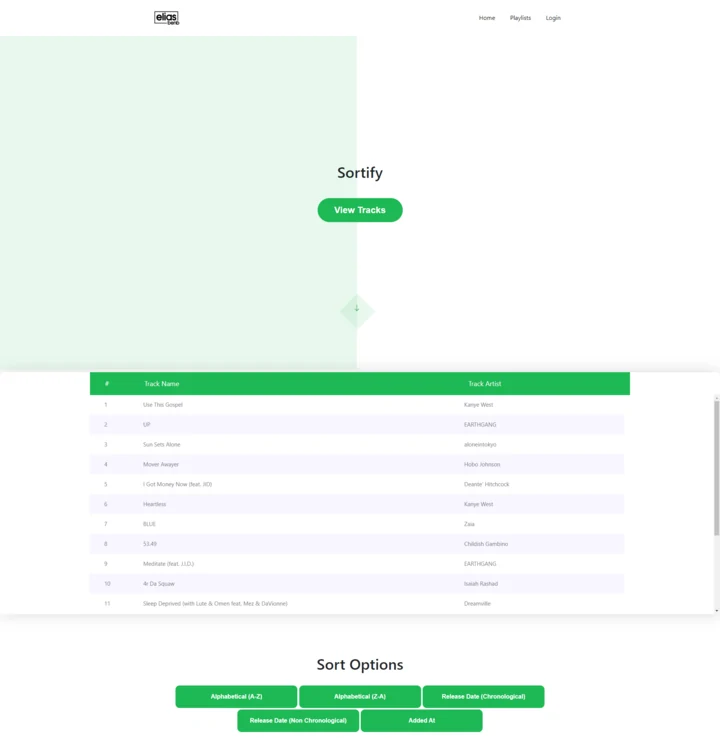 elias
benb
Home Playlists Login
Sortify
View Tracks
# Track Name Track Artist
1 Use This Gospel Kanye West
2 UP EARTHGANG
3 Sun Sets Alone aloneintokyo
4 Mover Awayer Hobo Johnson
5 I Got Money Now (feat. JID) Deante' Hitchcock
6 Heartless Kanye West
7 BLUE Zaia
8 53.49 Childish Gambino
9 Meditate (feat. J.I.D.) EARTHGANG
10 4r Da Squaw Isaiah Rashad
11 Sleep Deprived (with Lute & Omen feat. Mez & DaVionne) Dreamville
Sort Options
Alphabetical (A-Z) Alphabetical (Z-A) Release Date (Chronological)
Release Date (Non Chronological) Added At